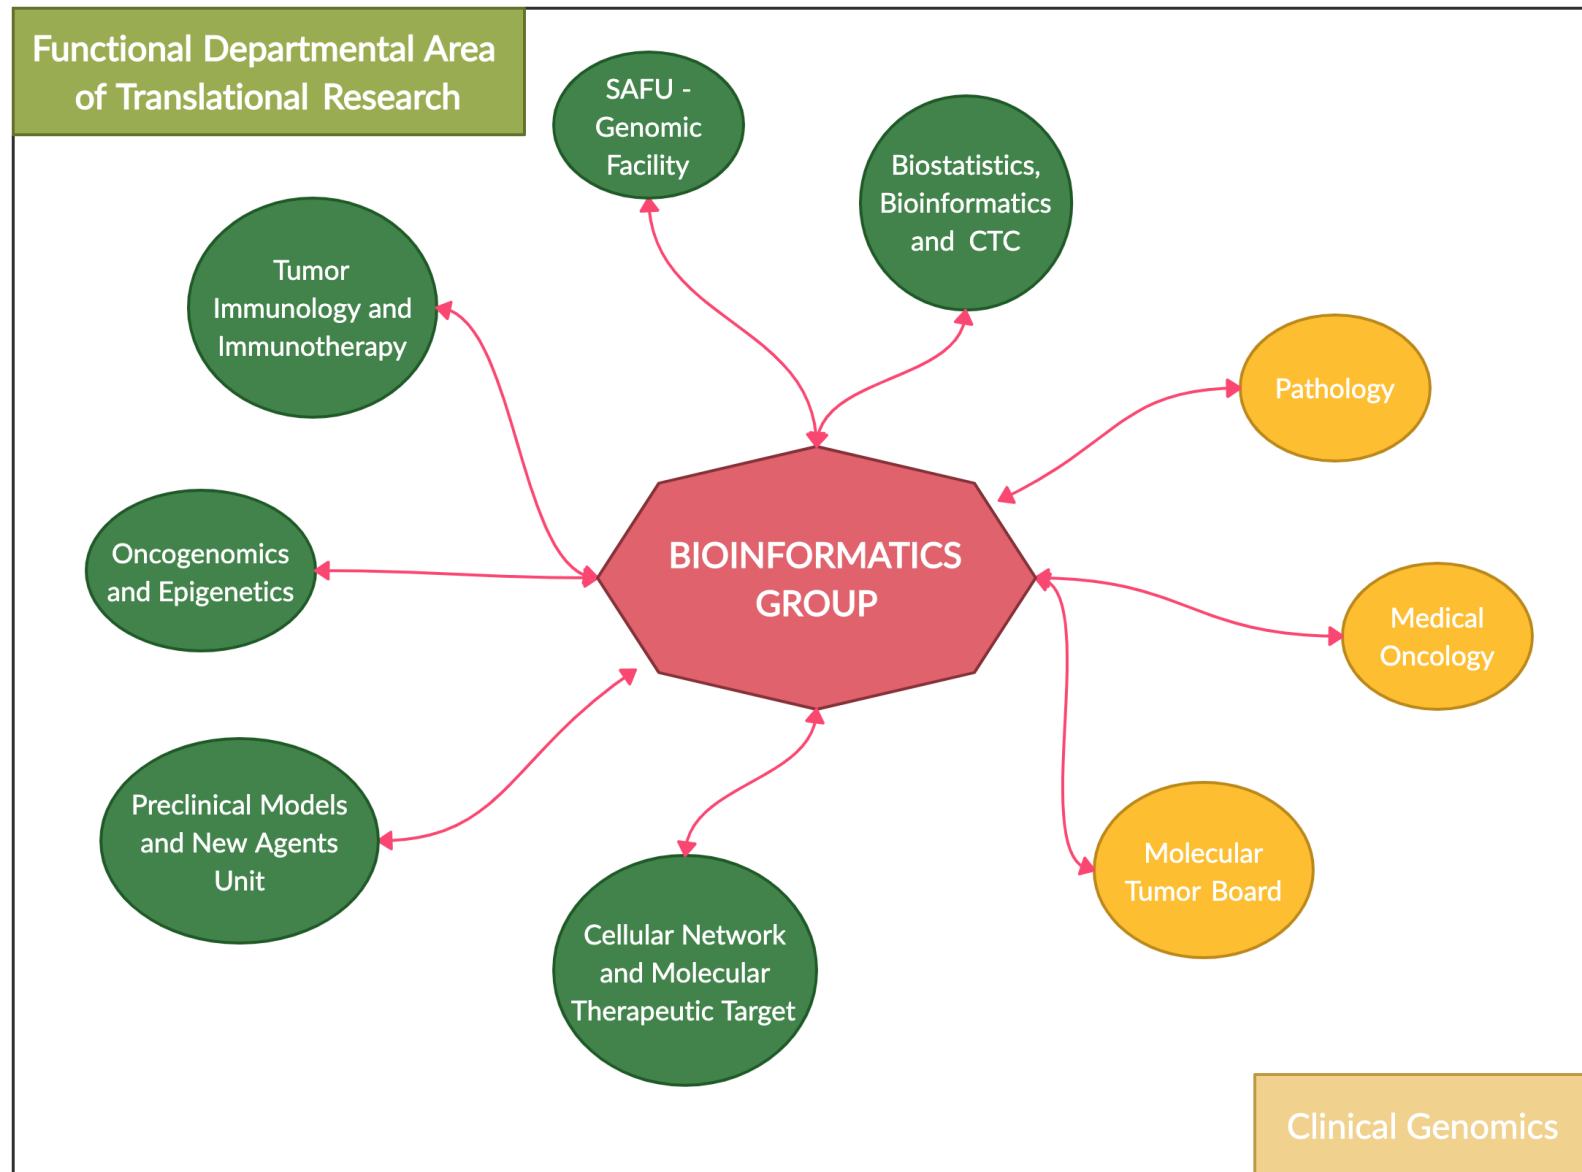 Functional Departmental Area
of Translational Research
SAFU -
Genomic
Facility
Biostatistics,
Bioinformatics
and CTC
Tumor
Immunology and
Immunotherapy
Pathology
Oncogenomics
and Epigenetics
BIOINFORMATICS
GROUP
Medical
Oncology
Preclinical Models
and New Agents
Unit
Molecular
Tumor Board
Cellular Network
and Molecular
Therapeutic Target
Clinical Genomics